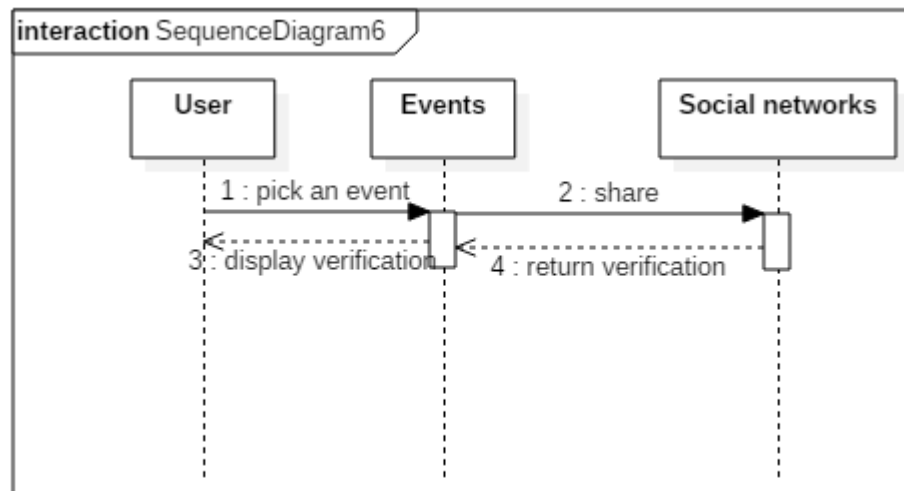 interaction SequenceDiagram6
User
Events
Social networks
1 : pick an event
2 : share
3 : display verification
4 : return verification